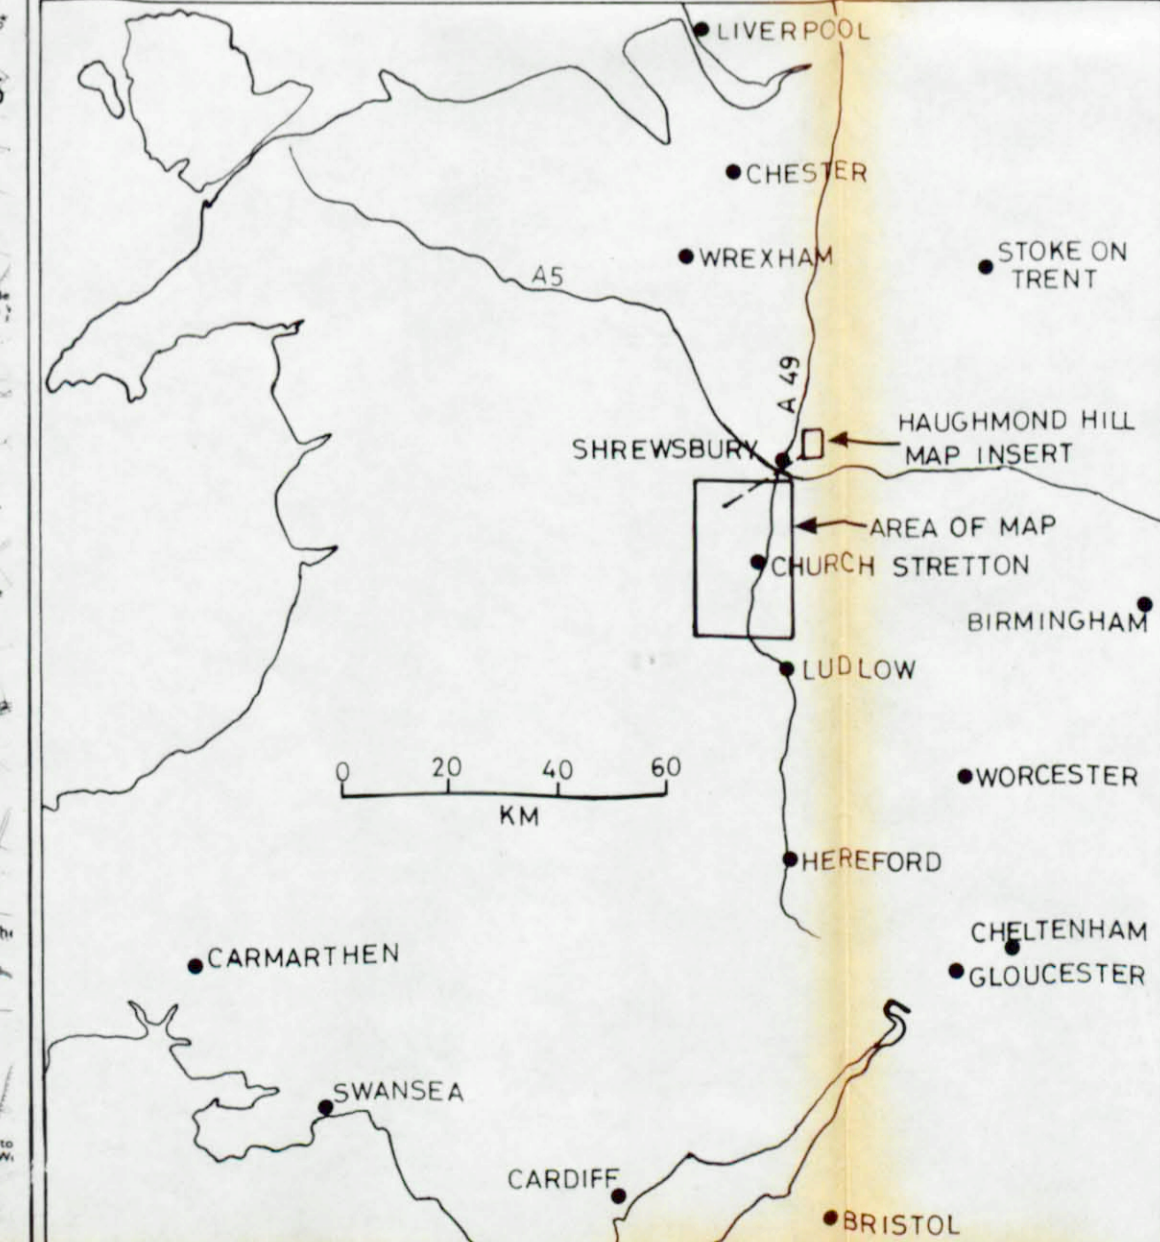 LIVERPOOL
CHESTER
WREXHAM
STOKE ON
TRENT
A5
A 49
HAUGHMOND HILL
MAP INSERT
SHREWSBURY
AREA OF MAP
CHURCH STRETTON
BIRMINGHAM
LUDLOW
0 20 40 60
KM
WORCESTER
HEREFORD
CHELTENHAM
GLOUCESTER
CARMARTHEN
SWANSEA
CARDIFF
BRISTOL